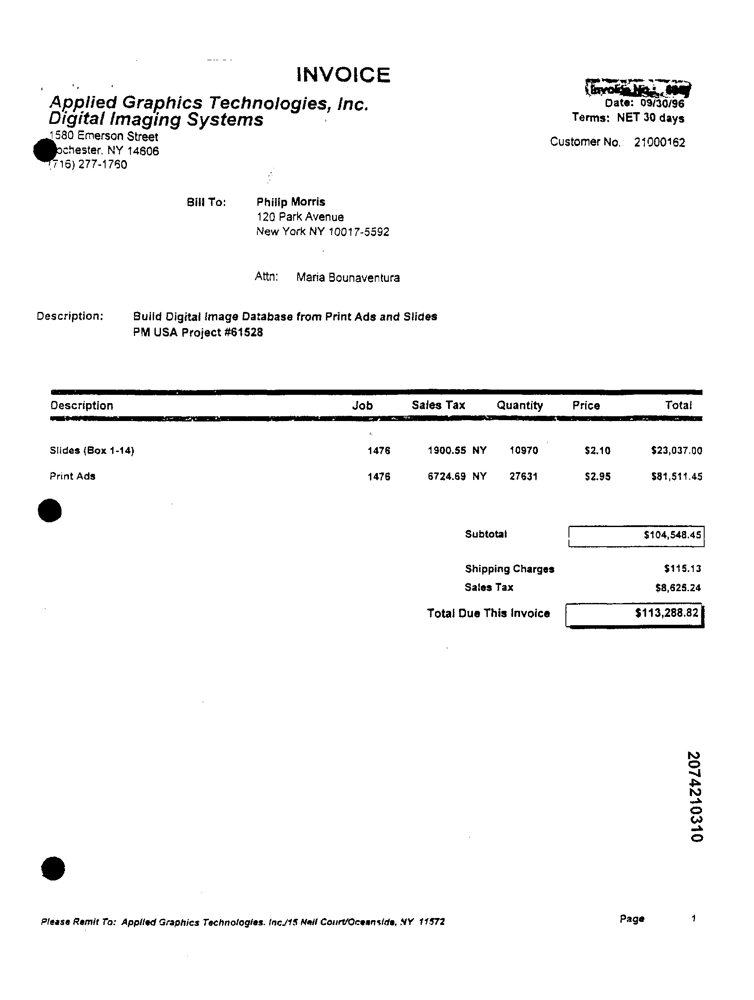 INVOICE
Applied Graphics Technologies, Inc.
Digital Imaging Systems
1580 Emerson Street
ochester. NY 14606
(716) 277-1760
Invoice No.:
Date: 09/30/96
Terms: NET 30 days
Customer No. 21000162
Bill To: Philip Morris
120 Park Avenue
New York NY 10017-5592
Attn: Maria Bounaventura
Description: Build Digital Image Database from Print Ads and Slides
PM USA Project #61528
Description Job Sales Tax Quantity Price Total
Slides (Box 1-14) 1476 1900.55 NY 10970 $2.10 $23,037.00
Print Ads 1476 6724.69 NY 27631 $2.95 $81,511.45
Subtotal $104,548.45
Shipping Charges $115.13
Sales Tax $8,625.24
Total Due This Invoice $113,288.82
2074210310
Please Remit To: Applied Graphics Technologies. Inc./15 Neil Court/Oceanside, NY 11572
Page 1